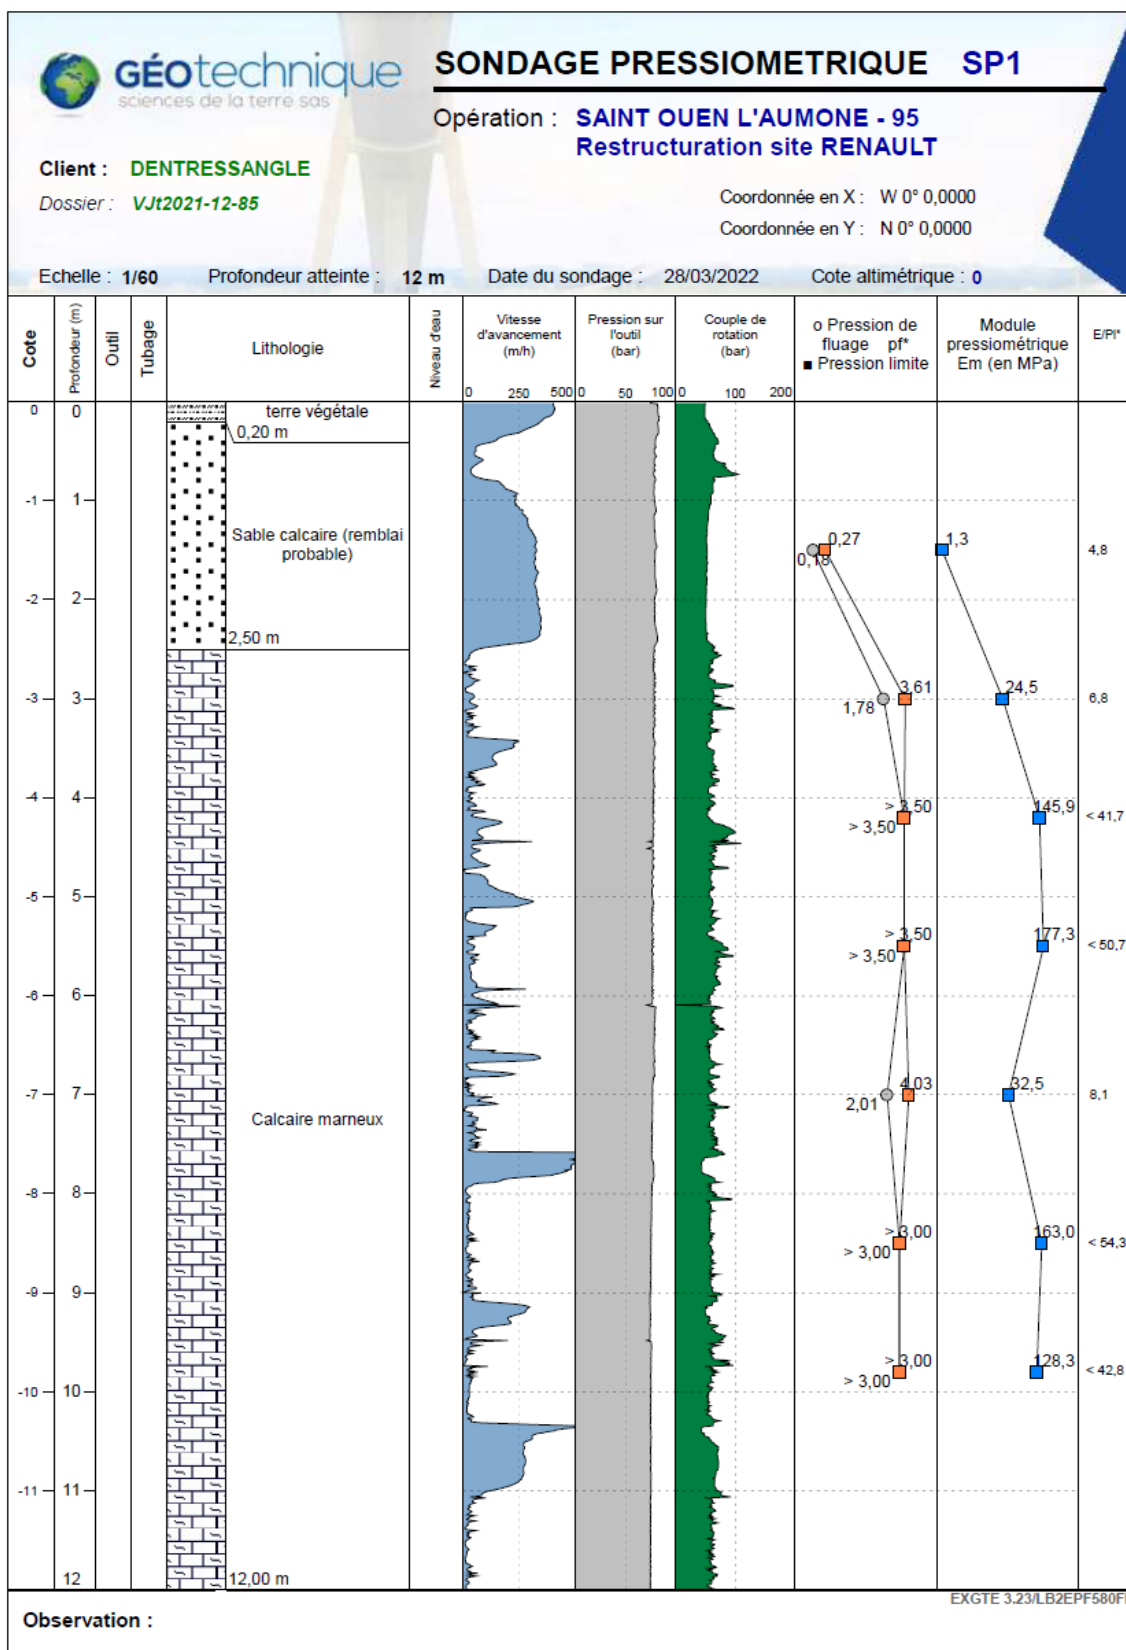 GÉOtechnique
sciences de la terre sas
SONDAGE PRESSIOMETRIQUE SP1
Opération : SAINT OUEN L'AUMONE - 95
Restructuration site RENAULT
Client : DENTRESSANGLE
Dossier : VJt2021-12-85
Coordonnée en X : W 0° 0,0000
Coordonnée en Y : N 0° 0,0000
Echelle : 1/60 Profondeur atteinte : 12 m Date du sondage : 28/03/2022 Cote altimétrique : 0
Cote
Profondeur (m)
Outil
Tubage
Lithologie
Niveau d'eau
Vitesse
d'avancement
(m/h)
0 250 500
Pression sur
l'outil
(bar)
0 50 100
Couple de
rotation
(bar)
0 100 200
o Pression de
fluage pf*
■ Pression limite
Module
pressiométrique
Em (en MPa)
E/Pl*
0 0
terre végétale
0,20 m
-1 1
Sable calcaire (remblai
probable)
0,27
0,18
1,3
4,8
-2 2
2,50 m
-3 3
3,61
1,78
24,5
6,8
-4 4
> 3,50
> 3,50
145,9
< 41,7
-5 5
> 3,50
> 3,50
177,3
< 50,7
-6 6
-7 7
4,03
2,01
32,5
8,1
Calcaire marneux
-8 8
> 3,00
> 3,00
163,0
< 54,3
-9 9
> 3,00
> 3,00
128,3
< 42,8
-10 10
-11 11
12
12,00 m
EXGTE 3.23/LB2EPF580F
Observation :